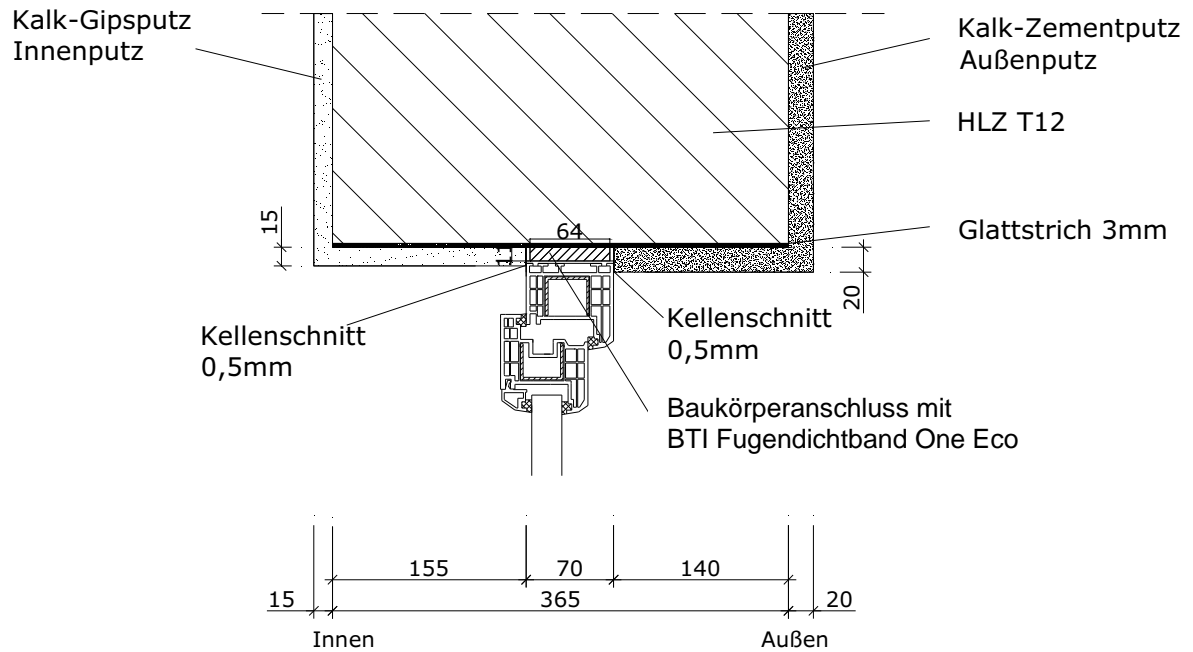 Kalk-Gipsputz
Innenputz
Kalk-Zementputz
Außenputz
HLZ T12
15
64
Glattstrich 3mm
20
Kellenschnitt
0,5mm
Kellenschnitt
0,5mm
Baukörperanschluss mit
BTI Fugendichtband One Eco
155 70 140
15 365 20
Innen Außen